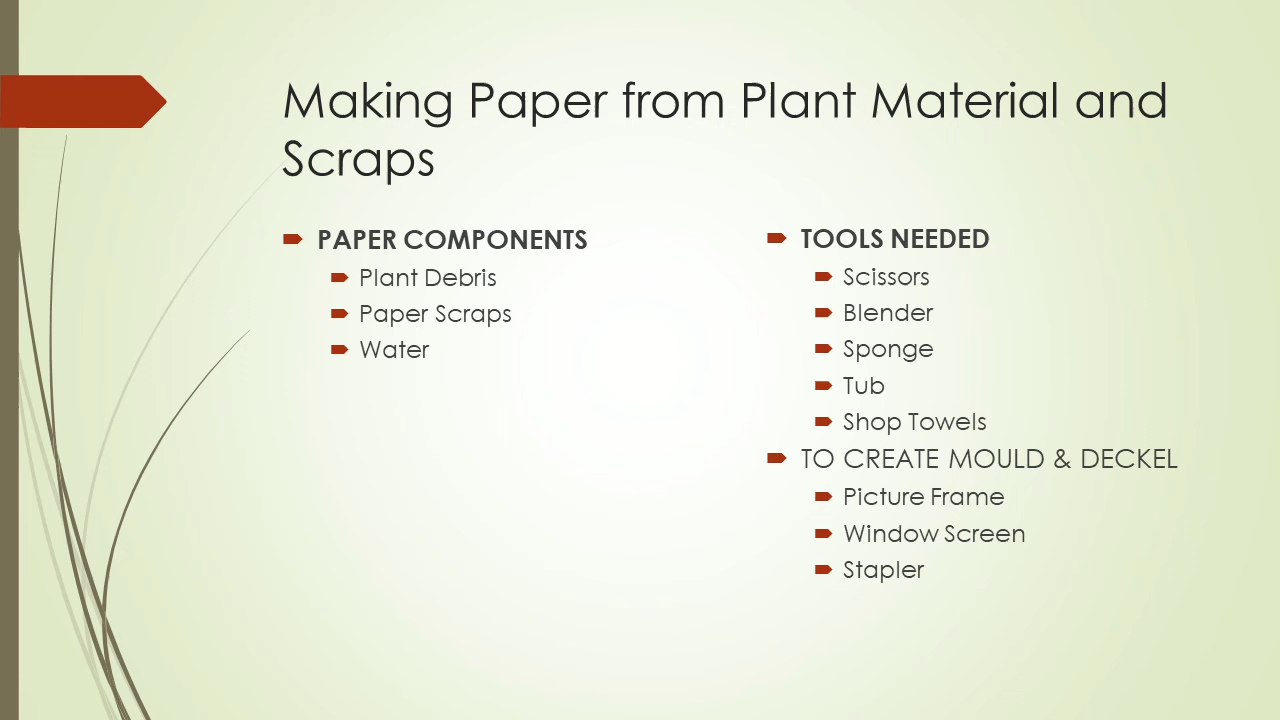 Making Paper from Plant Material and
Scraps
PAPER COMPONENTS
Plant Debris
Paper Scraps
Water
TOOLS NEEDED
Scissors
Blender
Sponge
Tub
Shop Towels
TO CREATE MOULD & DECKEL
Picture Frame
Window Screen
Stapler